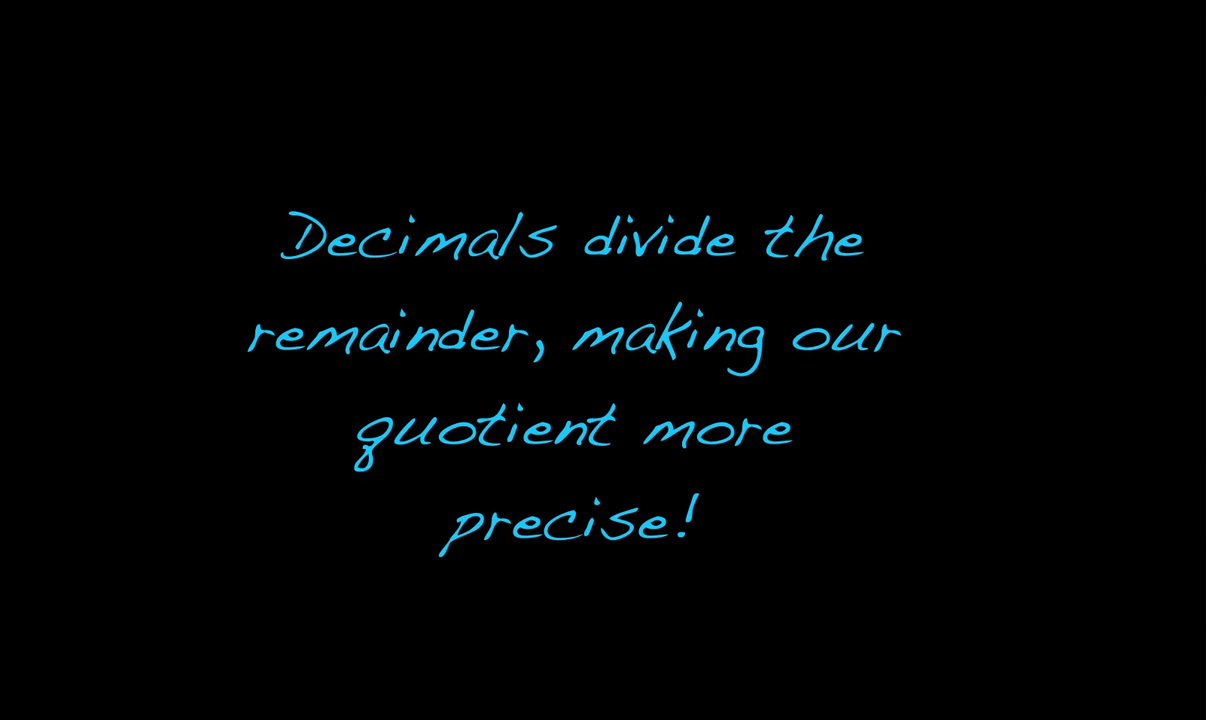 Decimals divide the
remainder, making our
quotient more
precise!